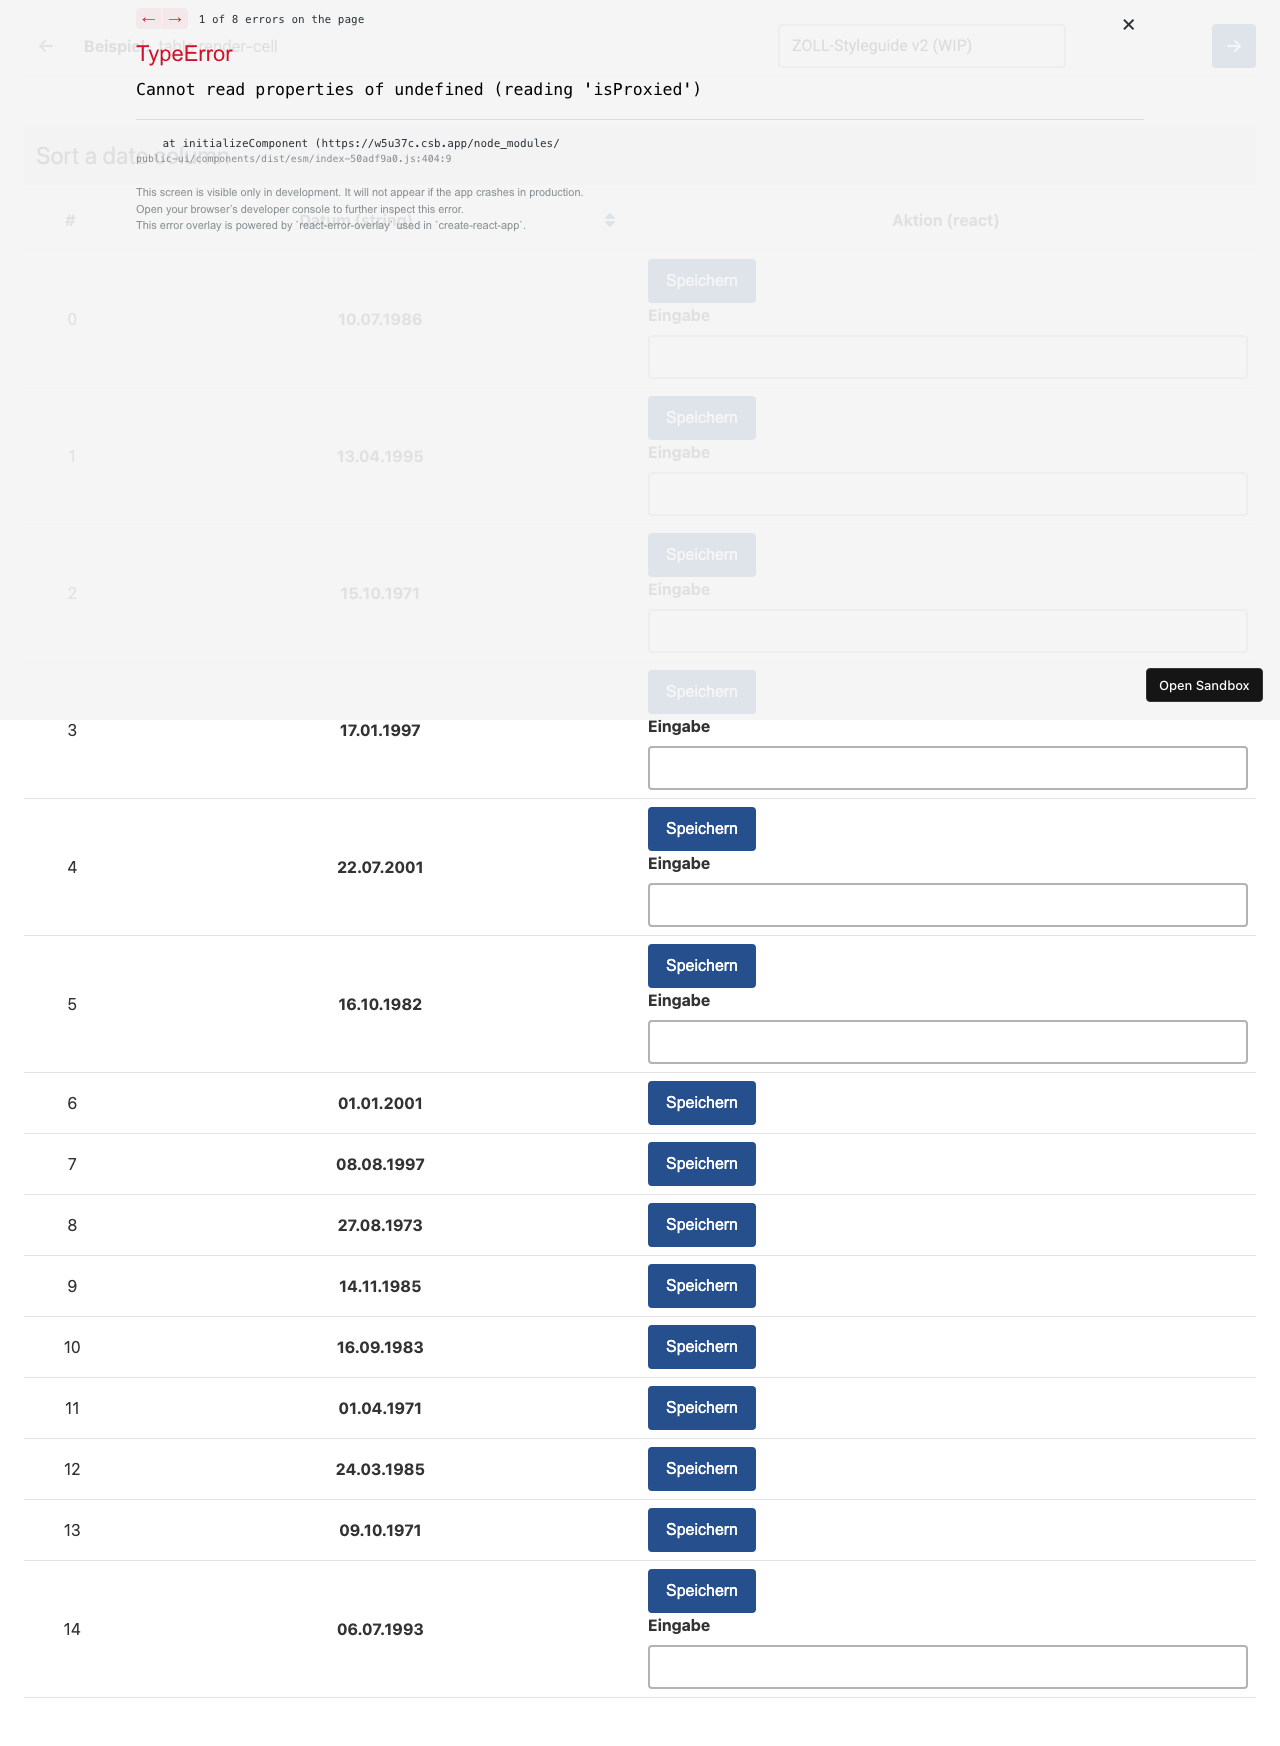 ← → 1 of 8 errors on the page
← Beispiel table render-cell ZOLL-Styleguide v2 (WIP) →
TypeError
Cannot read properties of undefined (reading 'isProxied')
at initializeComponent (https://w5u37c.csb.app/node_modules/
public-ui/components/dist/esm/index-50adf9a0.js:404:9
Sort a date column
This screen is visible only in development. It will not appear if the app crashes in production.
Open your browser’s developer console to further inspect this error.
This error overlay is powered by `react-error-overlay` used in `create-react-app`.
# Datum (string) Aktion (react)
Speichern
Eingabe
0 10.07.1986
Speichern
Eingabe
1 13.04.1995
Speichern
Eingabe
2 15.10.1971
Open Sandbox
Speichern
Eingabe
3 17.01.1997
Speichern
Eingabe
4 22.07.2001
Speichern
Eingabe
5 16.10.1982
6 01.01.2001 Speichern
7 08.08.1997 Speichern
8 27.08.1973 Speichern
9 14.11.1985 Speichern
10 16.09.1983 Speichern
11 01.04.1971 Speichern
12 24.03.1985 Speichern
13 09.10.1971 Speichern
Speichern
Eingabe
14 06.07.1993